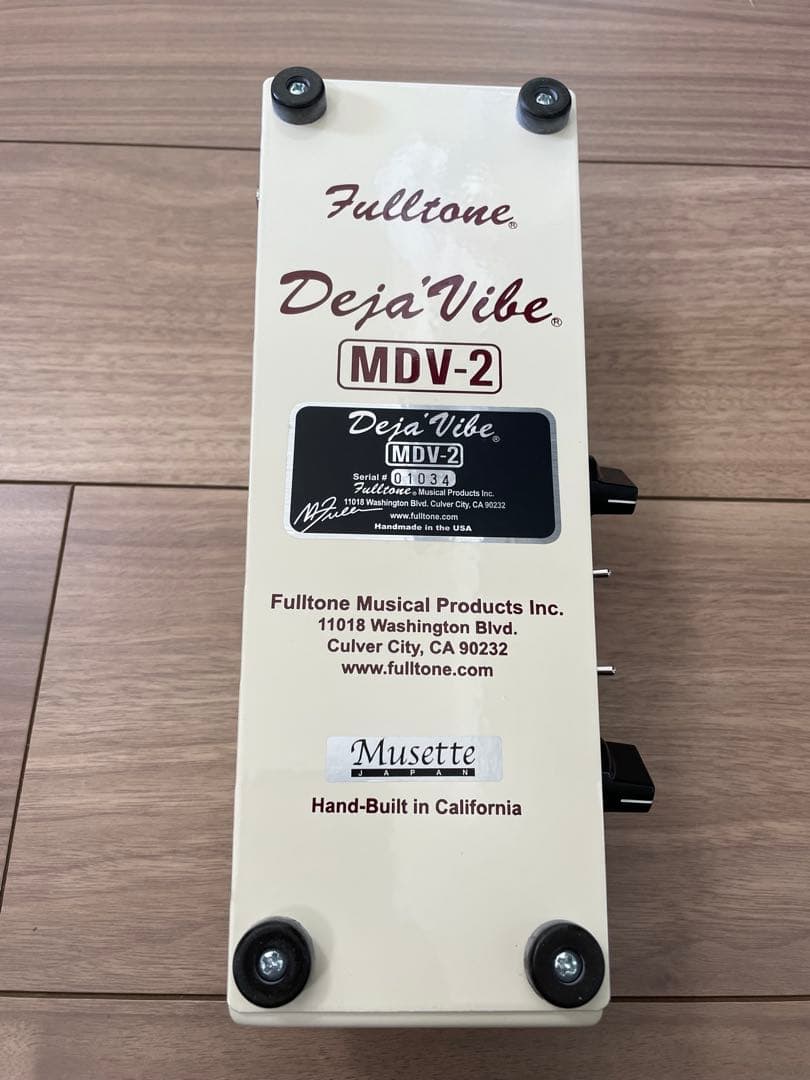 Fulltone®
Deja'Vibe®
MDV-2
Deja'Vibe®
MDV-2
Serial # 01034
Fulltone® Musical Products Inc.
11018 Washington Blvd. Culver City, CA 90232
www.fulltone.com
Handmade in the USA
Fulltone Musical Products Inc.
11018 Washington Blvd.
Culver City, CA 90232
www.fulltone.com
Musette
JAPAN
Hand-Built in California